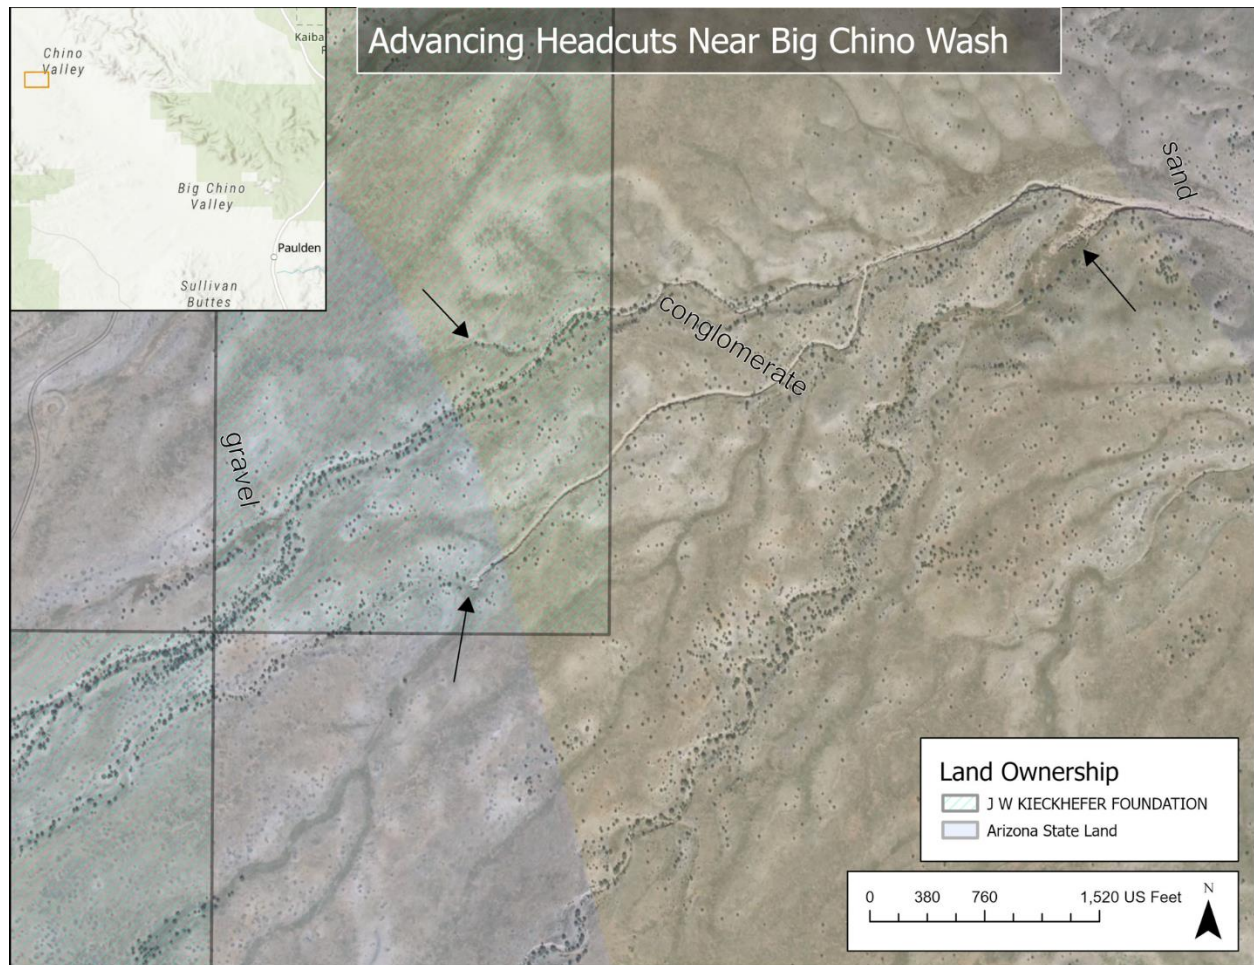 Advancing Headcuts Near Big Chino Wash
Chino
Valley
Kaiba
F
Big Chino
Valley
Paulden
Sullivan
Buttes
sand
conglomerate
gravel
Land Ownership
J W KIECKHEFER FOUNDATION
Arizona State Land
0 380 760 1,520 US Feet
N